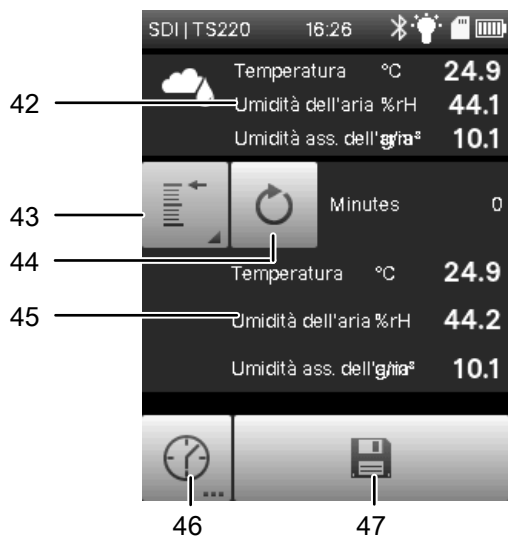 SDI | TS220 16:26
Temperatura °C 24.9
42 Umidità dell'aria %rH 44.1
Umidità ass. dell'aria g/m³ 10.1
43 Minutes 0
44
Temperatura °C 24.9
45 Umidità dell'aria %rH 44.2
Umidità ass. dell'aria g/m³ 10.1
46 47